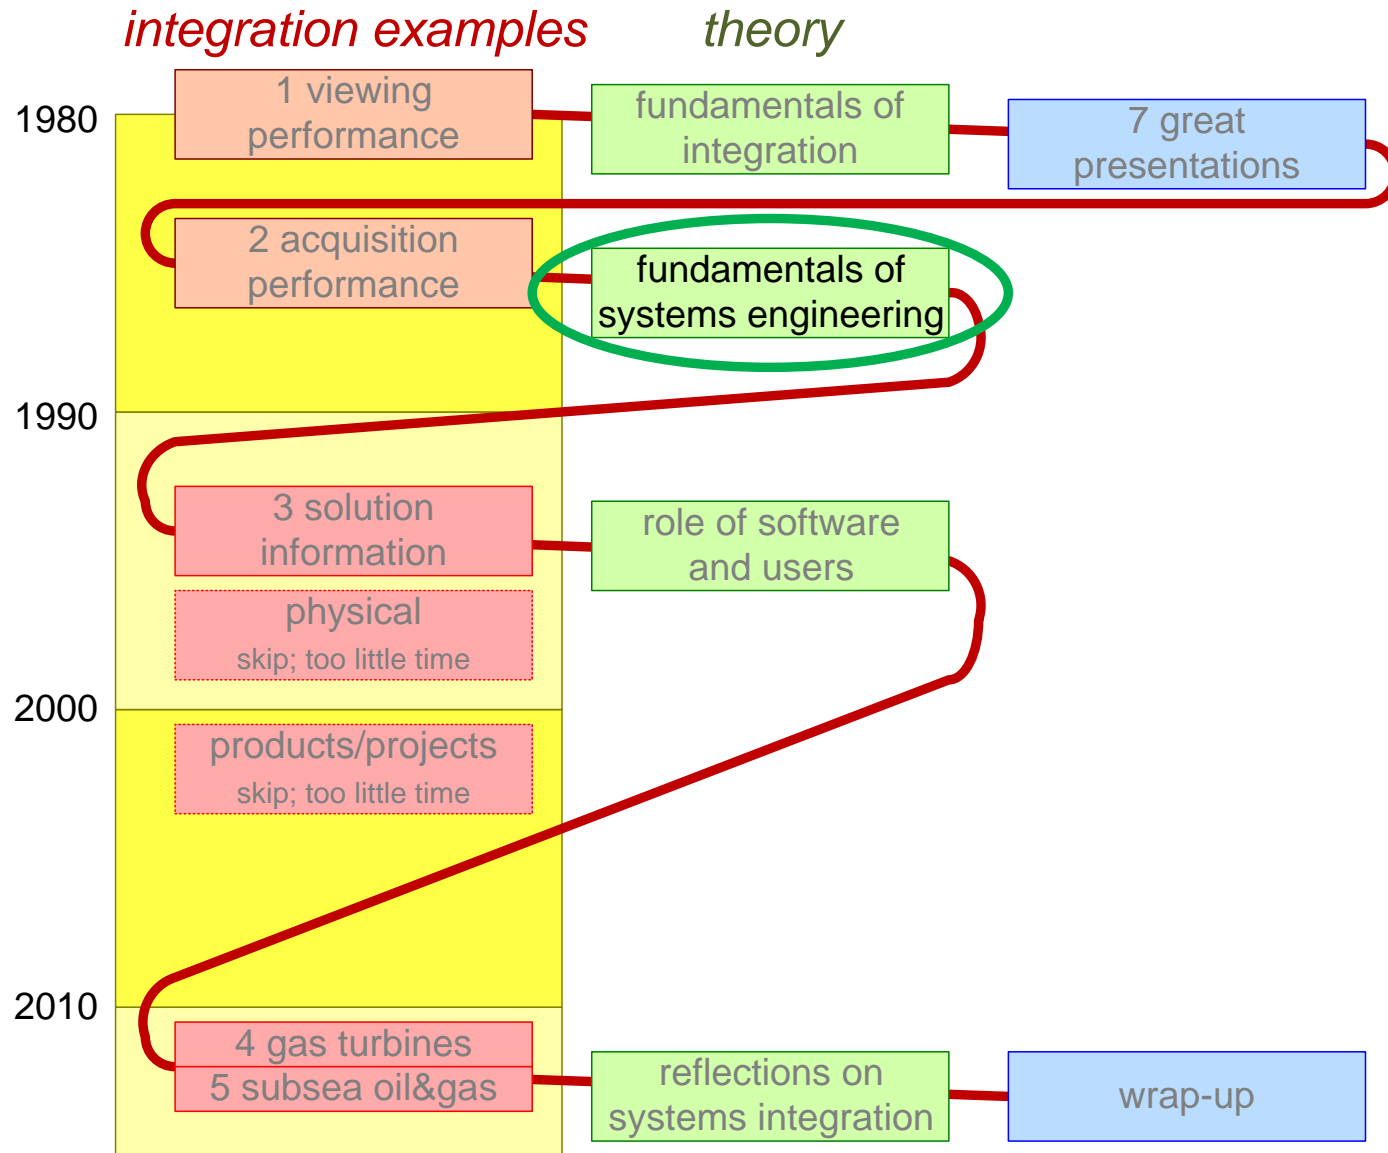 integration examples
theory
1980
1 viewing
performance
fundamentals of
integration
7 great
presentations
2 acquisition
performance
fundamentals of
systems engineering
1990
3 solution
information
role of software
and users
physical
skip; too little time
2000
products/projects
skip; too little time
2010
4 gas turbines
5 subsea oil&gas
reflections on
systems integration
wrap-up